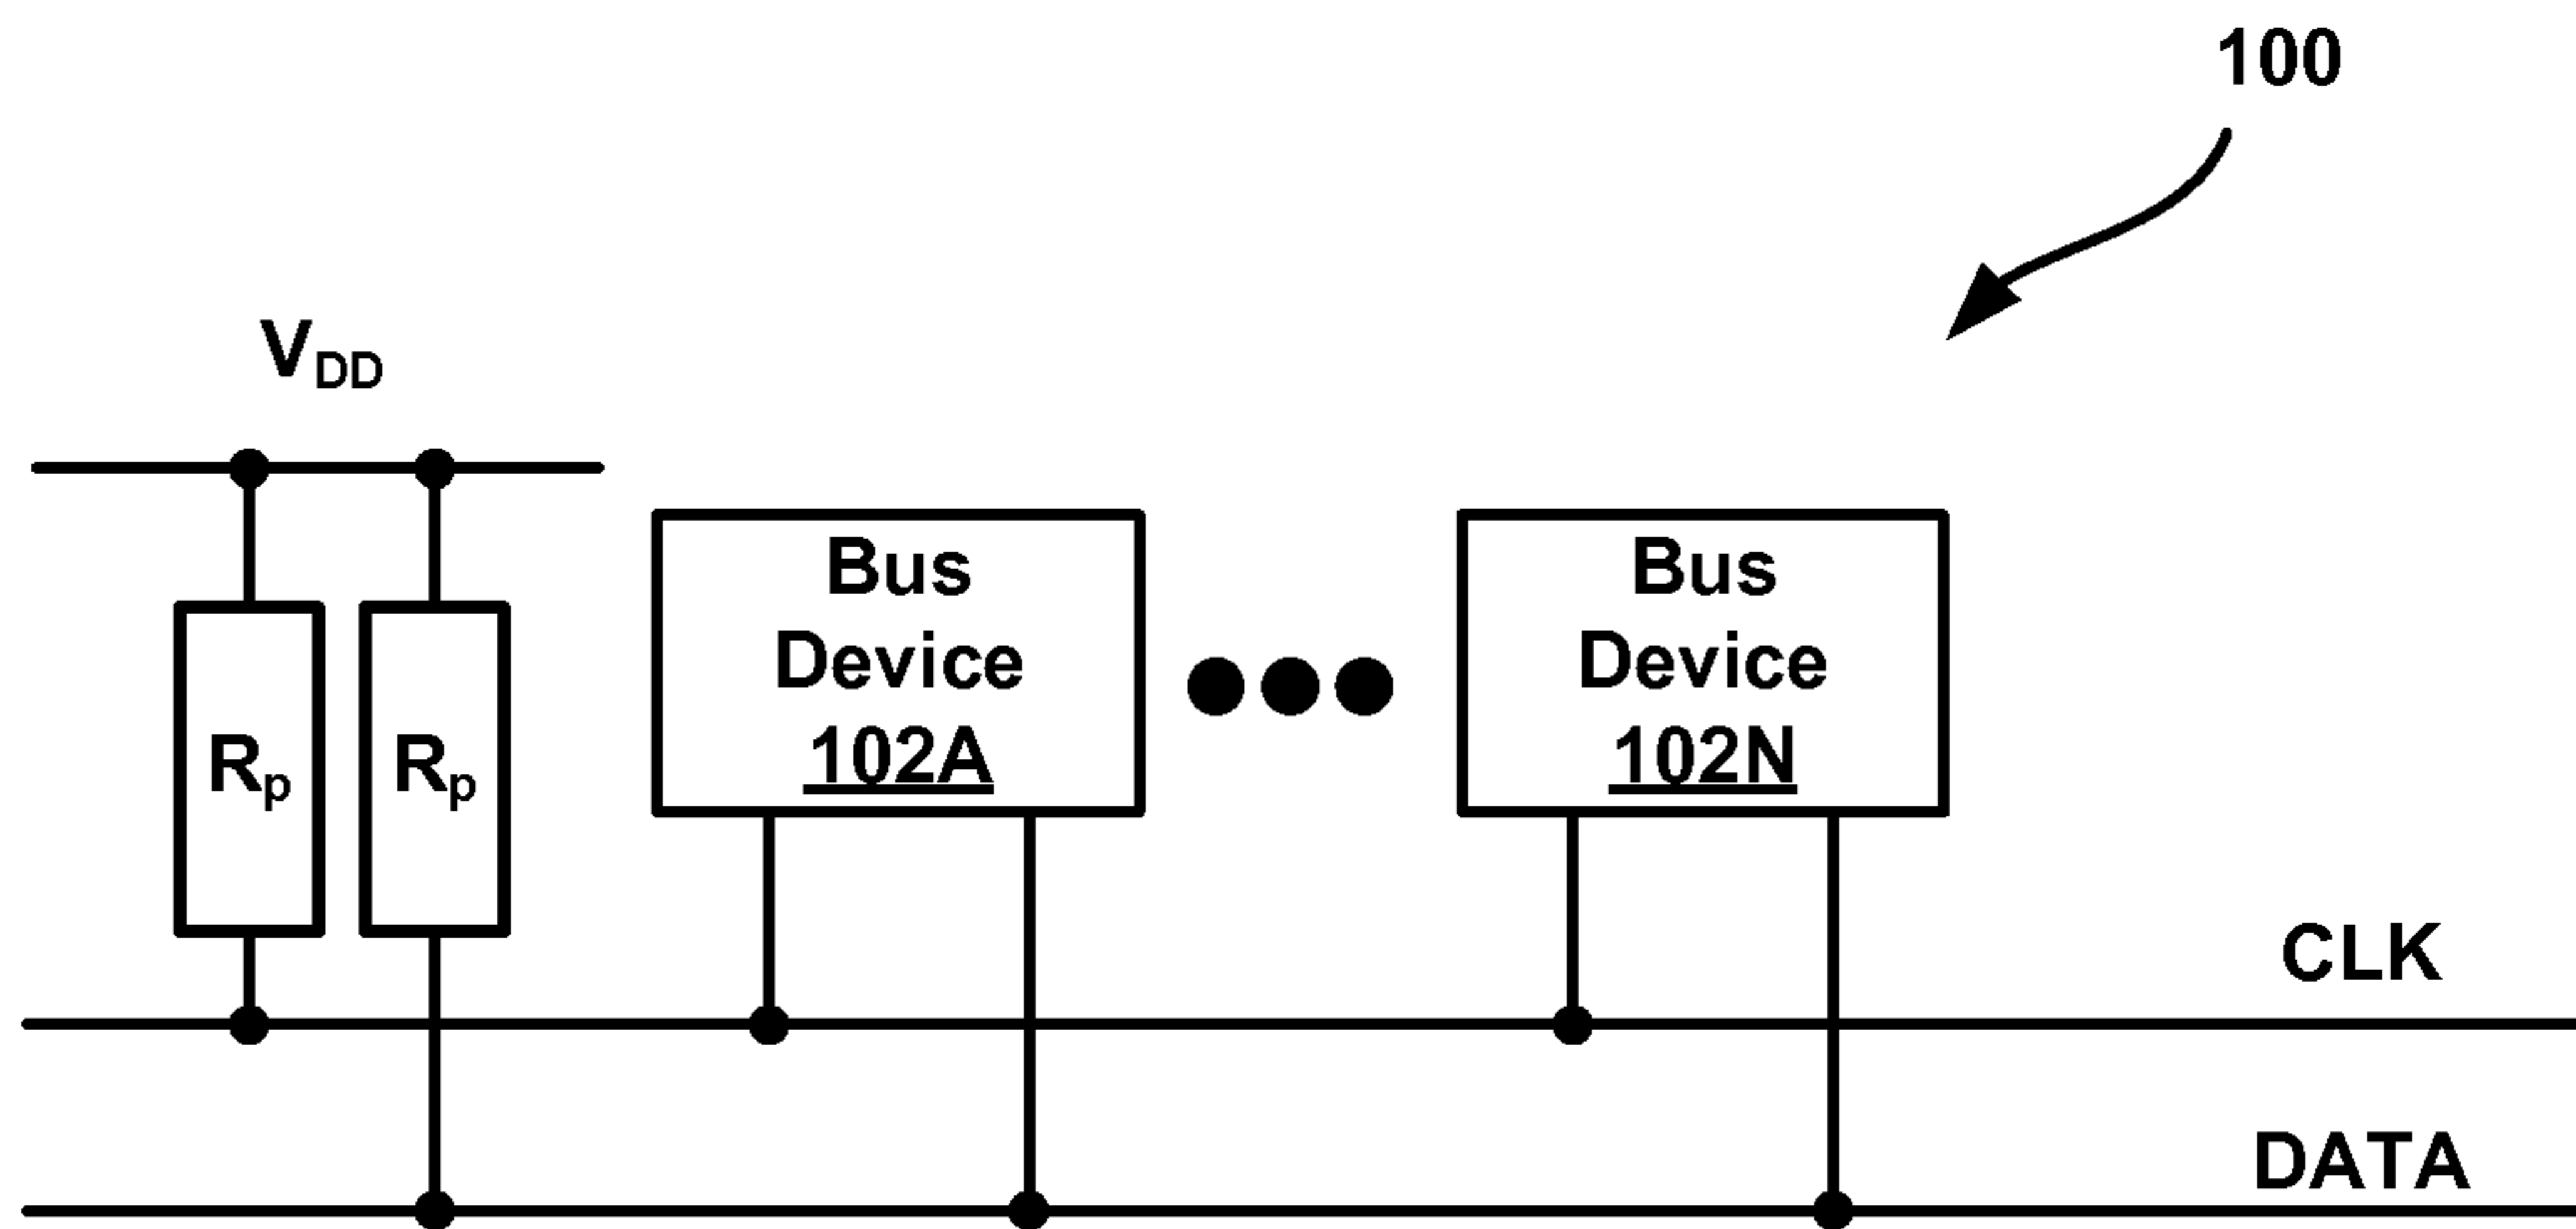 100
VDD
Bus
Device
102A
Bus
Device
102N
Rp
Rp
CLK
DATA